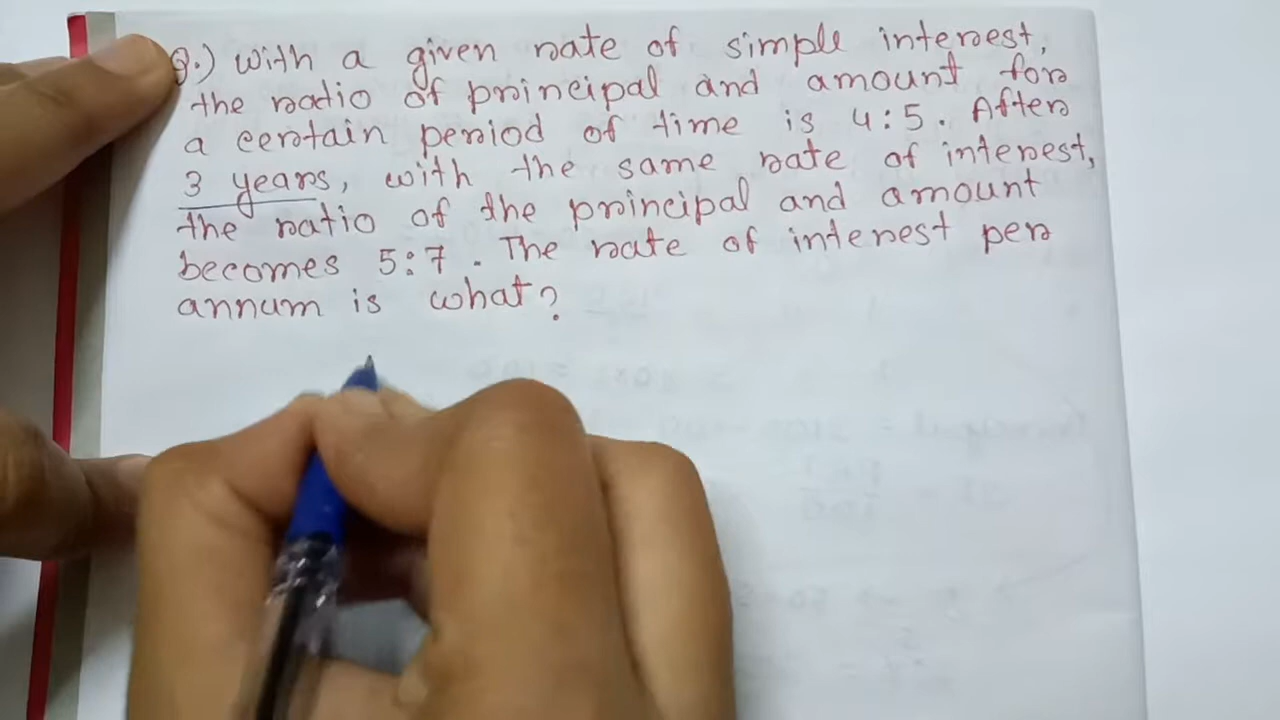 Q.) with a given rate of simple interest,
the ratio of principal and amount for
a certain period of time is 4:5. After
3 years, with the same rate of interest,
the ratio of the principal and amount
becomes 5:7. The rate of interest per
annum is what?